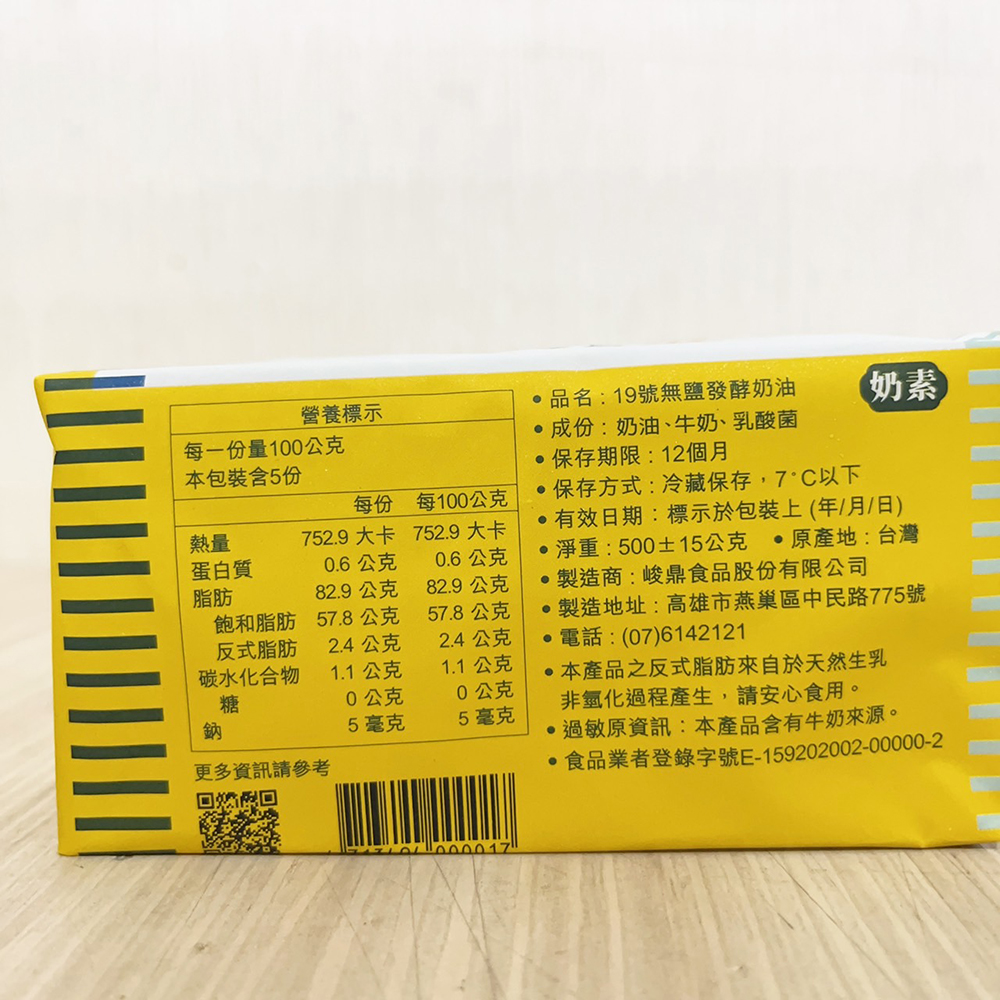 營養標示
每一份量100公克
本包裝含5份
每份 每100公克
熱量 752.9 大卡 752.9 大卡
蛋白質 0.6 公克 0.6 公克
脂肪 82.9 公克 82.9 公克
飽和脂肪 57.8 公克 57.8 公克
反式脂肪 2.4 公克 2.4 公克
碳水化合物 1.1 公克 1.1 公克
糖 0 公克 0 公克
鈉 5 毫克 5 毫克
更多資訊請參考
奶素
• 品名：19號無鹽發酵奶油
• 成份：奶油、牛奶、乳酸菌
• 保存期限：12個月
• 保存方式：冷藏保存，7°C以下
• 有效日期：標示於包裝上 (年/月/日)
• 淨重：500±15公克 • 原產地：台灣
• 製造商：峻鼎食品股份有限公司
• 製造地址：高雄市燕巢區中民路775號
• 電話：(07)6142121
• 本產品之反式脂肪來自於天然生乳
非氫化過程產生，請安心食用。
• 過敏原資訊：本產品含有牛奶來源。
• 食品業者登錄字號E-159202002-00000-2